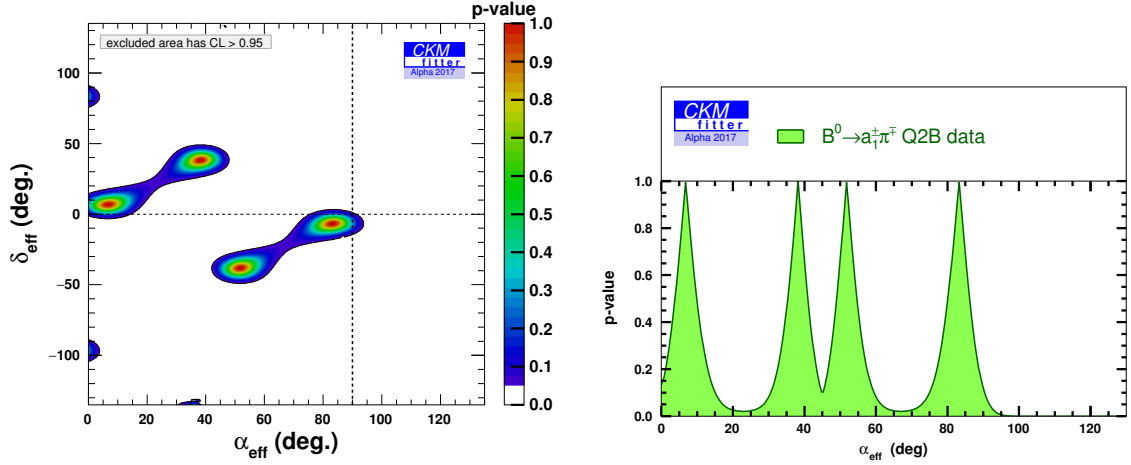 p-value
excluded area has CL > 0.95
CKM
fitter
Alpha 2017
100
50
0
−50
−100
δeff (deg.)
0 20 40 60 80 100 120
αeff (deg.)
1.0
0.9
0.8
0.7
0.6
0.5
0.4
0.3
0.2
0.1
0.0
CKM
fitter
Alpha 2017
B⁰→a₁±π∓ Q2B data
1.0
0.8
0.6
0.4
0.2
0.0
p-value
0 20 40 60 80 100 120
αeff (deg)